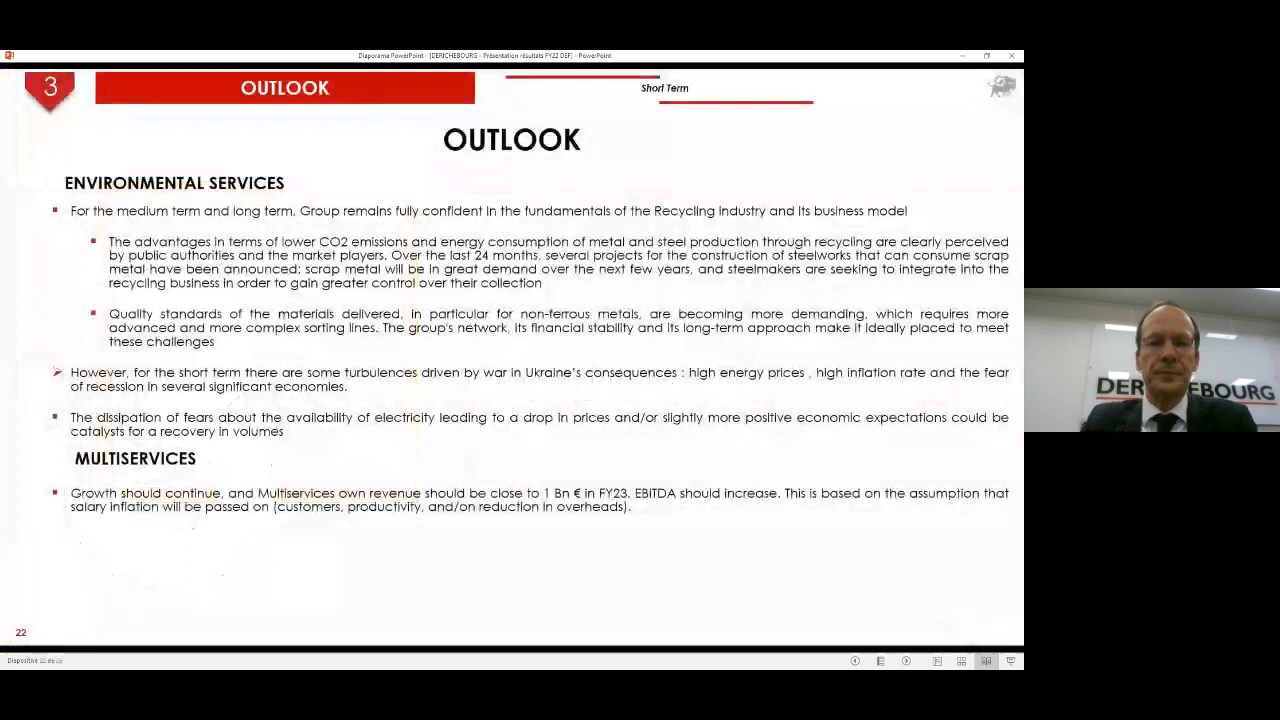 Diaporama PowerPoint - [DERICHEBOURG - Présentation résultats FY22 DEF] - PowerPoint
3
OUTLOOK
Short Term
OUTLOOK
ENVIRONMENTAL SERVICES
For the medium term and long term, Group remains fully confident in the fundamentals of the Recycling Industry and its business model
The advantages in terms of lower CO2 emissions and energy consumption of metal and steel production through recycling are clearly perceived
by public authorities and the market players. Over the last 24 months, several projects for the construction of steelworks that can consume scrap
metal have been announced: scrap metal will be in great demand over the next few years, and steelmakers are seeking to integrate into the
recycling business in order to gain greater control over their collection
Quality standards of the materials delivered, in particular for non-ferrous metals, are becoming more demanding, which requires more
advanced and more complex sorting lines. The group's network, its financial stability and its long-term approach make it ideally placed to meet
these challenges
However, for the short term there are some turbulences driven by war in Ukraine's consequences : high energy prices , high inflation rate and the fear
of recession in several significant economies.
The dissipation of fears about the availability of electricity leading to a drop in prices and/or slightly more positive economic expectations could be
catalysts for a recovery in volumes
MULTISERVICES
Growth should continue, and Multiservices own revenue should be close to 1 Bn € in FY23. EBITDA should increase. This is based on the assumption that
salary inflation will be passed on (customers, productivity, and/on reduction in overheads).
22
Diapositive
DERICHEBOURG